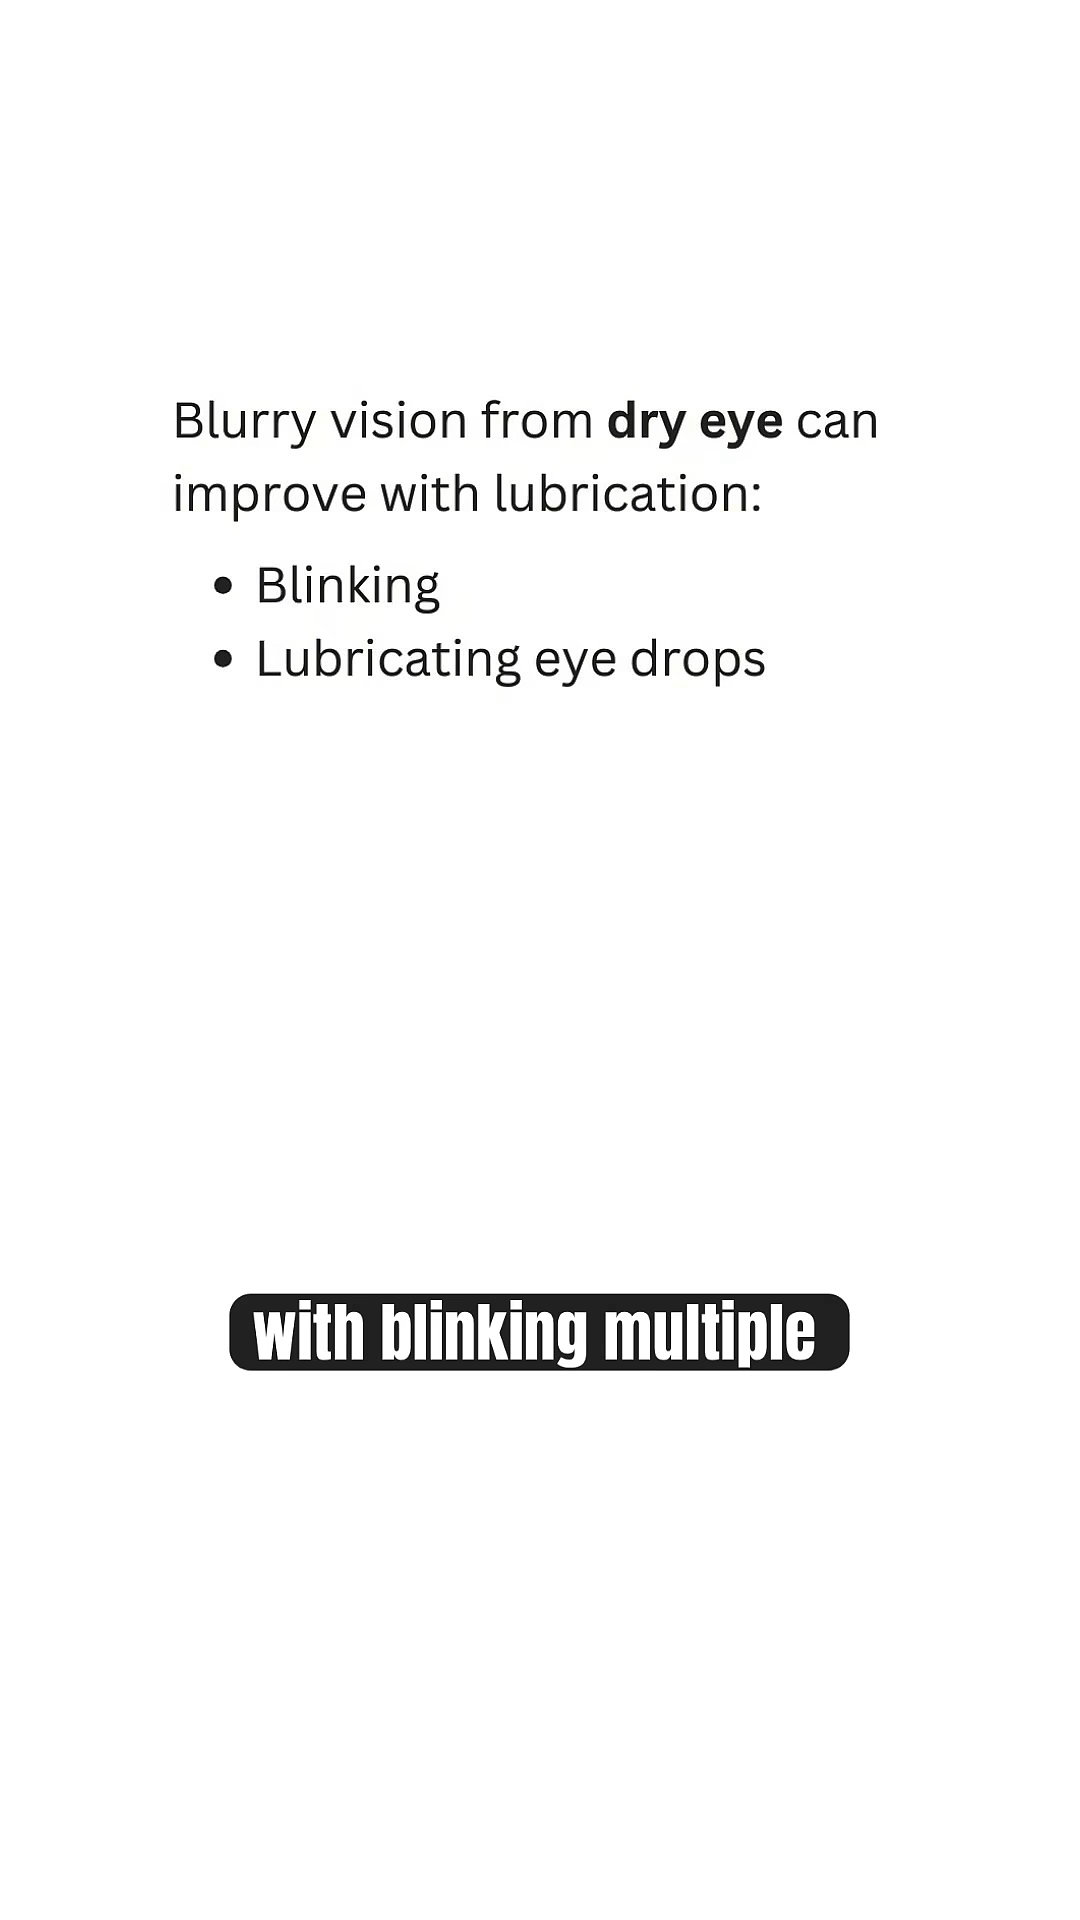 Blurry vision from dry eye can
improve with lubrication:
• Blinking
• Lubricating eye drops
with blinking multiple